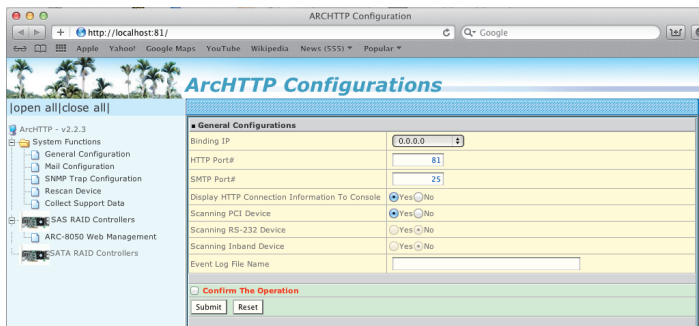 ARCHTTP Configuration
http://localhost:81/
Google
Apple Yahoo! Google Maps YouTube Wikipedia News (555) Popular
ArcHTTP Configurations
|open all|close all|
ArcHTTP - v2.2.3
System Functions
General Configuration
Mail Configuration
SNMP Trap Configuration
Rescan Device
Collect Support Data
SAS RAID Controllers
ARC-8050 Web Management
SATA RAID Controllers
General Configurations
Binding IP 0.0.0.0
HTTP Port# 81
SMTP Port# 25
Display HTTP Connection Information To Console Yes No
Scanning PCI Device Yes No
Scanning RS-232 Device Yes No
Scanning Inband Device Yes No
Event Log File Name
Confirm The Operation
Submit Reset